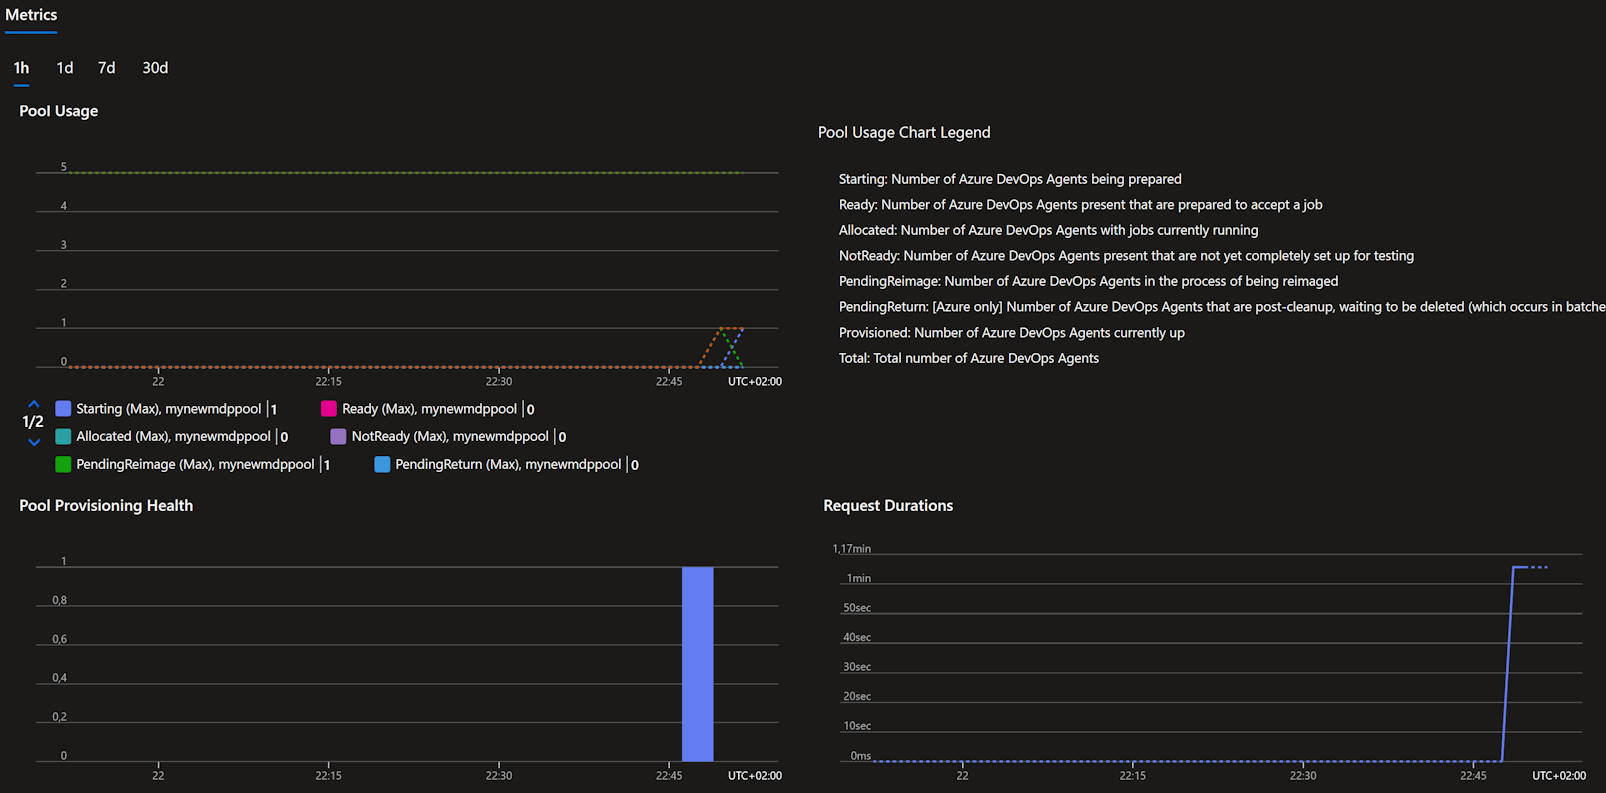 Metrics
1h 1d 7d 30d
Pool Usage
5
4
3
2
1
0
22 22:15 22:30 22:45 UTC+02:00
1/2
Starting (Max), mynewmdppool | 1 Ready (Max), mynewmdppool | 0
Allocated (Max), mynewmdppool | 0 NotReady (Max), mynewmdppool | 0
PendingReimage (Max), mynewmdppool | 1 PendingReturn (Max), mynewmdppool | 0
Pool Usage Chart Legend
Starting: Number of Azure DevOps Agents being prepared
Ready: Number of Azure DevOps Agents present that are prepared to accept a job
Allocated: Number of Azure DevOps Agents with jobs currently running
NotReady: Number of Azure DevOps Agents present that are not yet completely set up for testing
PendingReimage: Number of Azure DevOps Agents in the process of being reimaged
PendingReturn: [Azure only] Number of Azure DevOps Agents that are post-cleanup, waiting to be deleted (which occurs in batche
Provisioned: Number of Azure DevOps Agents currently up
Total: Total number of Azure DevOps Agents
Pool Provisioning Health
1
0,8
0,6
0,4
0,2
0
22 22:15 22:30 22:45 UTC+02:00
Request Durations
1,17min
1min
50sec
40sec
30sec
20sec
10sec
0ms
22 22:15 22:30 22:45 UTC+02:00